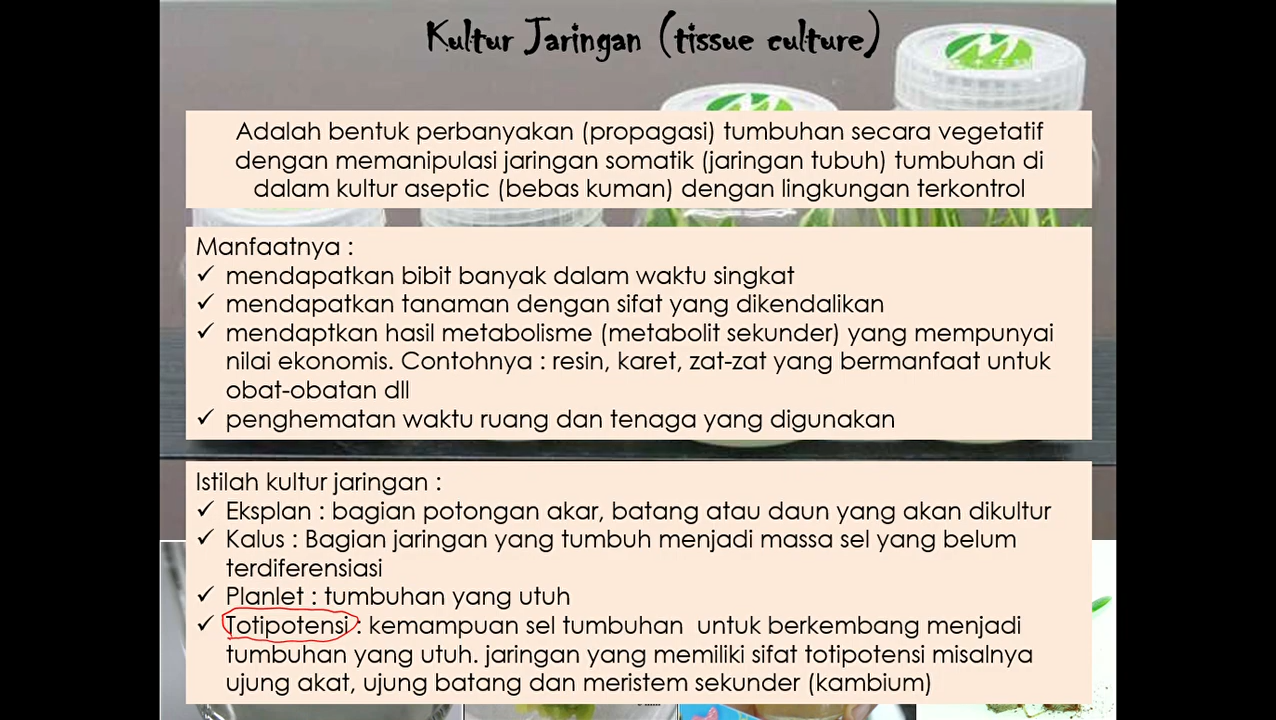 Kultur Jaringan (tissue culture)
Adalah bentuk perbanyakan (propagasi) tumbuhan secara vegetatif
dengan memanipulasi jaringan somatik (jaringan tubuh) tumbuhan di
dalam kultur aseptic (bebas kuman) dengan lingkungan terkontrol
Manfaatnya :
✓ mendapatkan bibit banyak dalam waktu singkat
✓ mendapatkan tanaman dengan sifat yang dikendalikan
✓ mendaptkan hasil metabolisme (metabolit sekunder) yang mempunyai
nilai ekonomis. Contohnya : resin, karet, zat-zat yang bermanfaat untuk
obat-obatan dll
✓ penghematan waktu ruang dan tenaga yang digunakan
Istilah kultur jaringan :
✓ Eksplan : bagian potongan akar, batang atau daun yang akan dikultur
✓ Kalus : Bagian jaringan yang tumbuh menjadi massa sel yang belum
terdiferensiasi
✓ Planlet : tumbuhan yang utuh
✓ Totipotensi : kemampuan sel tumbuhan  untuk berkembang menjadi
tumbuhan yang utuh. jaringan yang memiliki sifat totipotensi misalnya
ujung akat, ujung batang dan meristem sekunder (kambium)